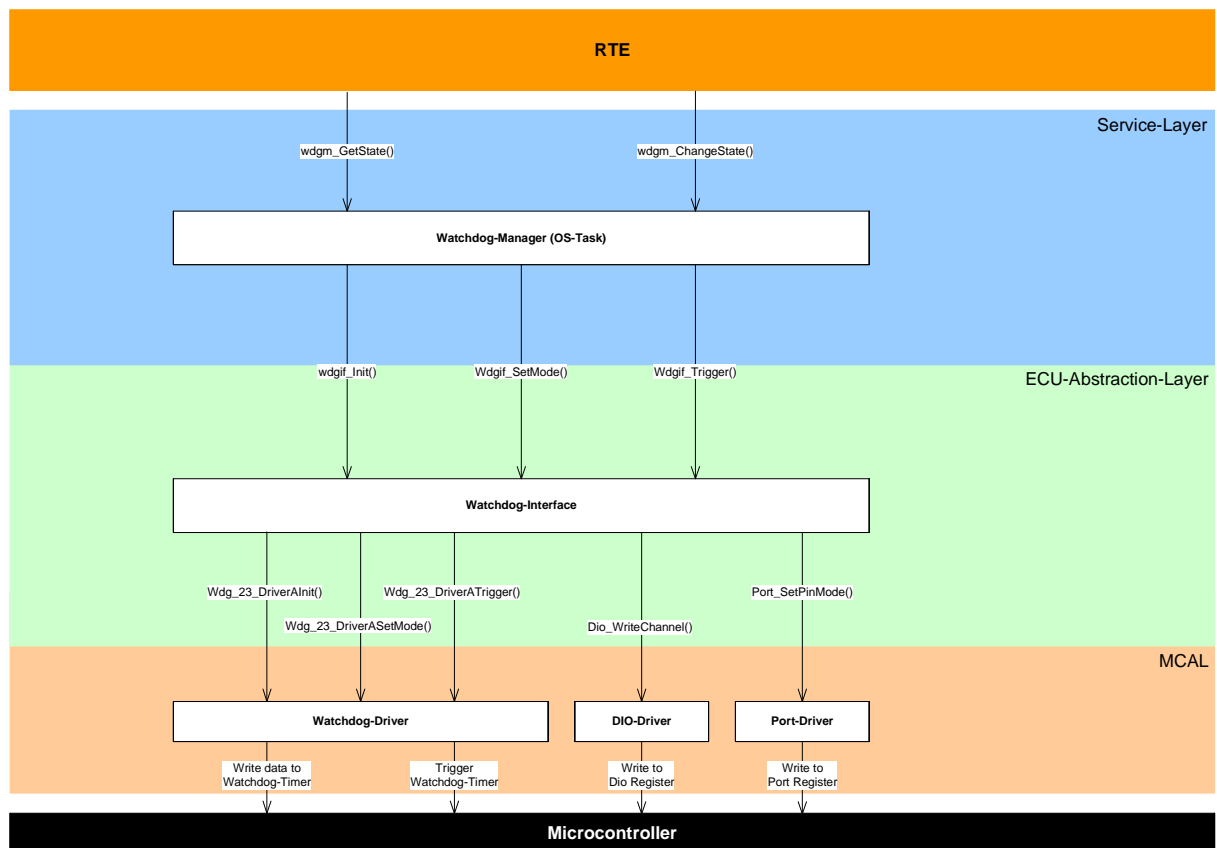 RTE
Service-Layer
wdgm_GetState()
wdgm_ChangeState()
Watchdog-Manager (OS-Task)
wdgif_Init()
Wdgif_SetMode()
Wdgif_Trigger()
ECU-Abstraction-Layer
Watchdog-Interface
Wdg_23_DriverAInit()
Wdg_23_DriverATrigger()
Port_SetPinMode()
Wdg_23_DriverASetMode()
Dio_WriteChannel()
MCAL
Watchdog-Driver
DIO-Driver
Port-Driver
Write data to
Watchdog-Timer
Trigger
Watchdog-Timer
Write to
Dio Register
Write to
Port Register
Microcontroller